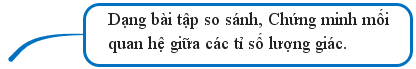 Dạng bài tập so sánh, Chứng minh mối
quan hệ giữa các tỉ số lượng giác.